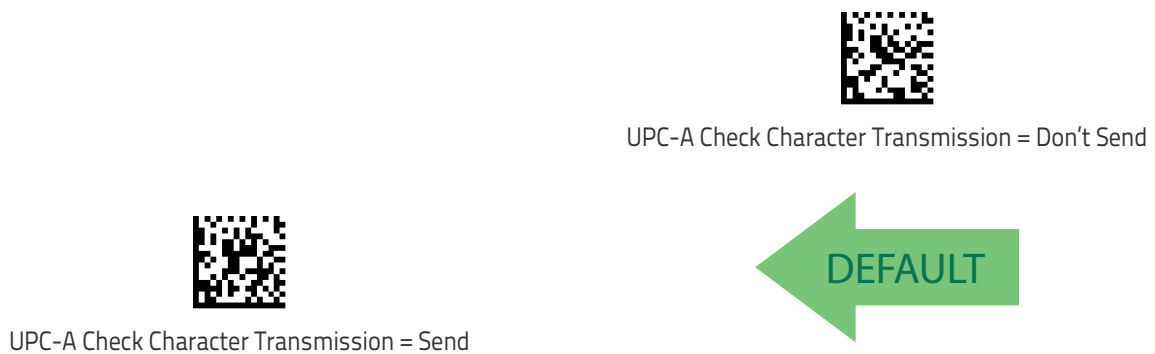 UPC-A Check Character Transmission = Don't Send
DEFAULT
UPC-A Check Character Transmission = Send